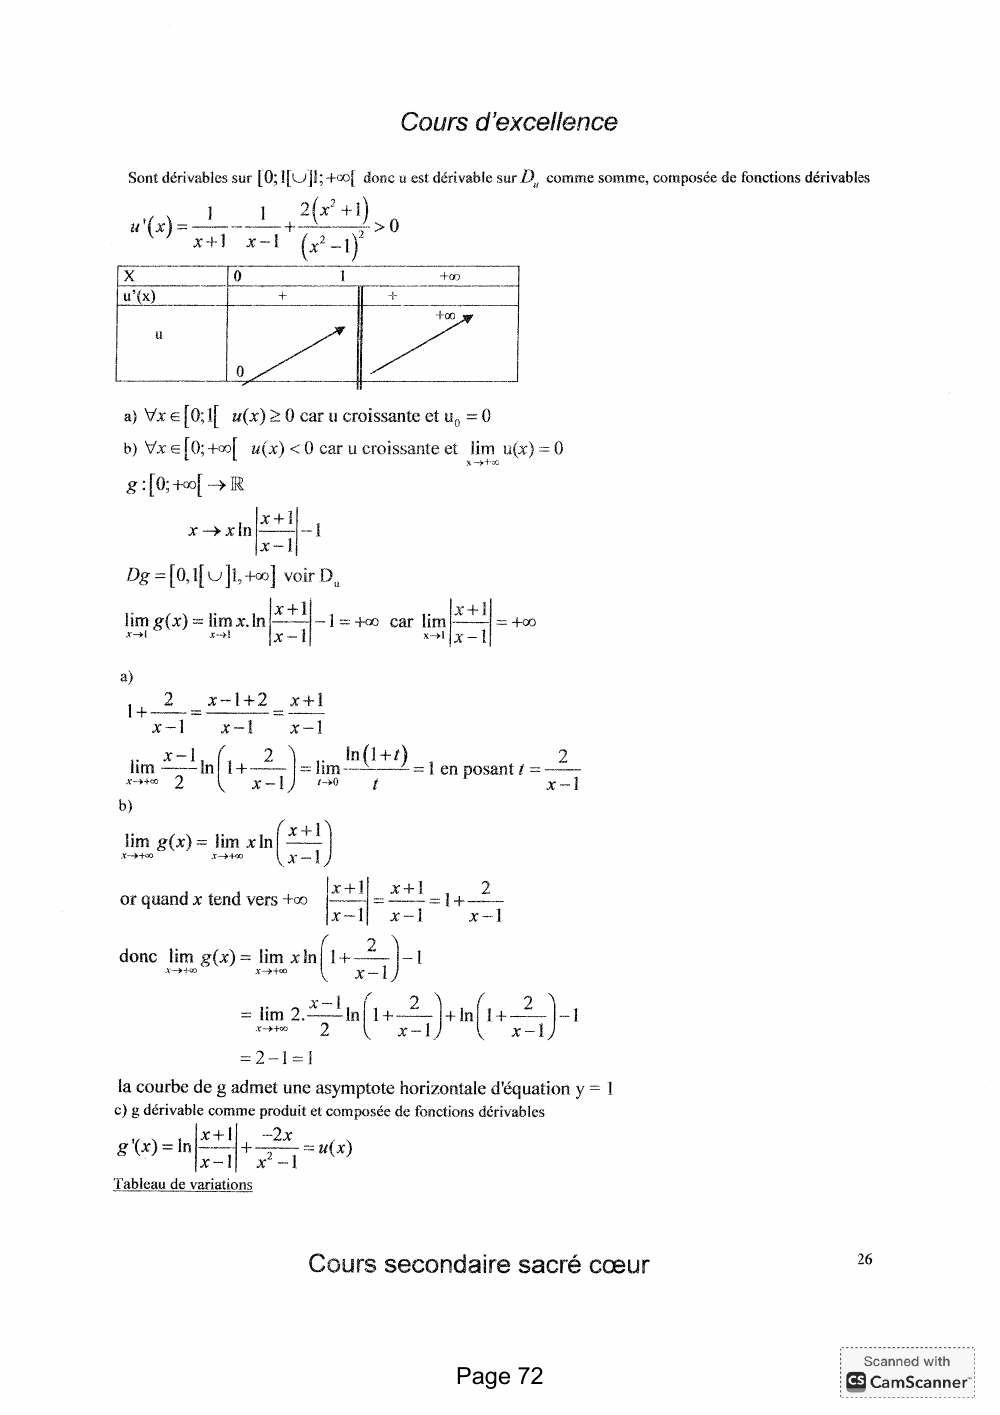 Cours d'excellence
Sont dérivables sur [0; 1[∪]1; +∞[ donc u est dérivable sur D_u comme somme, composée de fonctions dérivables
u'(x) = 1/(x+1) - 1/(x-1) + 2(x²+1)/(x²-1)² > 0
X 0 1 +∞
u'(x) + +
+∞
u
0
a) ∀x ∈ [0;1[ u(x) ≥ 0 car u croissante et u₀ = 0
b) ∀x ∈ [0;+∞[ u(x) < 0 car u croissante et lim_{x→+∞} u(x) = 0
g : [0;+∞[ → ℝ
x → x ln|(x+1)/(x-1)| - 1
Dg = [0,1[ ∪ ]1,+∞] voir D_u
lim_{x→1} g(x) = lim_{x→1} x.ln|(x+1)/(x-1)| - 1 = +∞ car lim_{x→1} |(x+1)/(x-1)| = +∞
a)
1 + 2/(x-1) = (x-1+2)/(x-1) = (x+1)/(x-1)
lim_{x→+∞} (x-1)/2 ln(1 + 2/(x-1)) = lim_{t→0} ln(1+t)/t = 1 en posant t = 2/(x-1)
b)
lim_{x→+∞} g(x) = lim_{x→+∞} x ln((x+1)/(x-1))
or quand x tend vers +∞ |(x+1)/(x-1)| = (x+1)/(x-1) = 1 + 2/(x-1)
donc lim_{x→+∞} g(x) = lim_{x→+∞} x ln(1 + 2/(x-1)) - 1
= lim_{x→+∞} 2.(x-1)/2 ln(1 + 2/(x-1)) + ln(1 + 2/(x-1)) - 1
= 2 - 1 = 1
la courbe de g admet une asymptote horizontale d'équation y = 1
c) g dérivable comme produit et composée de fonctions dérivables
g'(x) = ln|(x+1)/(x-1)| + (-2x)/(x²-1) = u(x)
Tableau de variations
Cours secondaire sacré cœur
26
Page 72
Scanned with
CS CamScanner